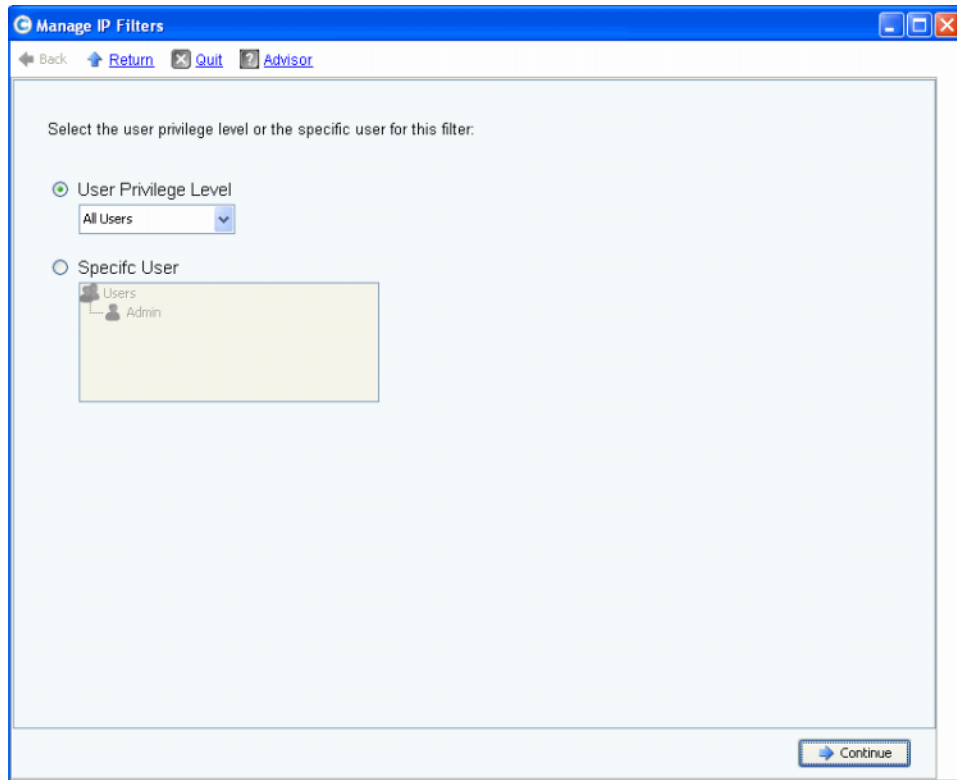 Manage IP Filters
Back Return Quit Advisor
Select the user privilege level or the specific user for this filter:
User Privilege Level
All Users
Specifc User
Users
Admin
Continue